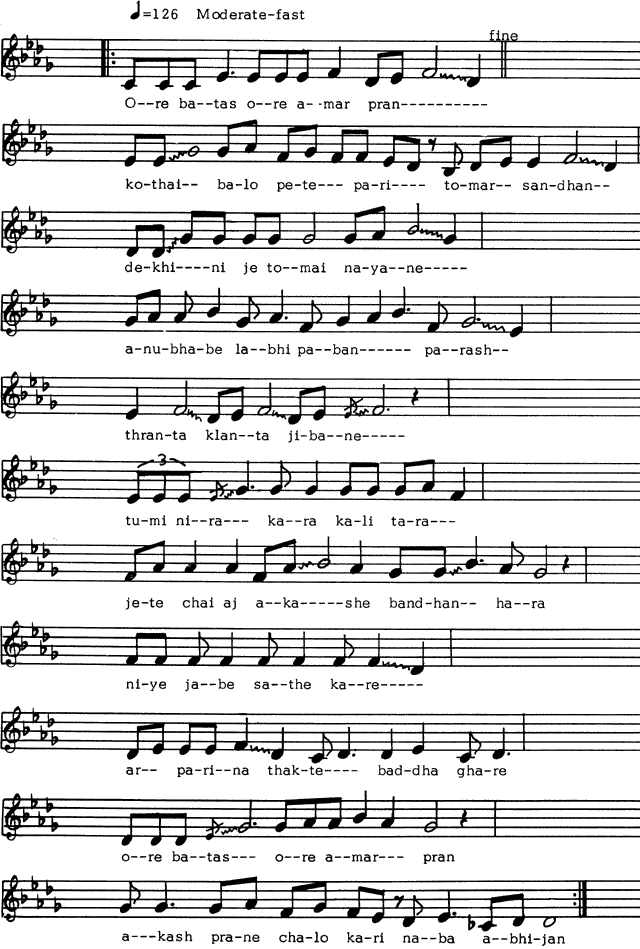 ♩=126 Moderate-fast
fine
O--re ba--tas o--re a--mar pran-----------
ko-thai-- ba-lo pe-te--- pa-ri---- to-mar-- san-dhan--
de-khi----ni je to--mai na-ya--ne-----
a-nu-bha-be la--bhi pa-ban------ pa--rash--
thran-ta klan--ta ji-ba--ne-----
3
tu-mi ni--ra--- ka--ra ka-li ta-ra---
je-te chai aj a--ka-----she band-han-- ha--ra
ni-ye ja--be sa--the ka--re-----
ar-- pa-ri--na thak-te---- bad-dha gha-re
o---re ba--tas--- o--re a--mar--- pran
a---kash pra-ne cha-lo ka-ri na--ba a--bhi-jan